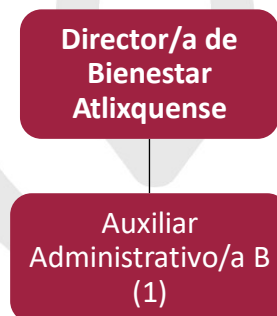 Director/a de
Bienestar
Atlixquense
Auxiliar
Administrativo/a B
(1)